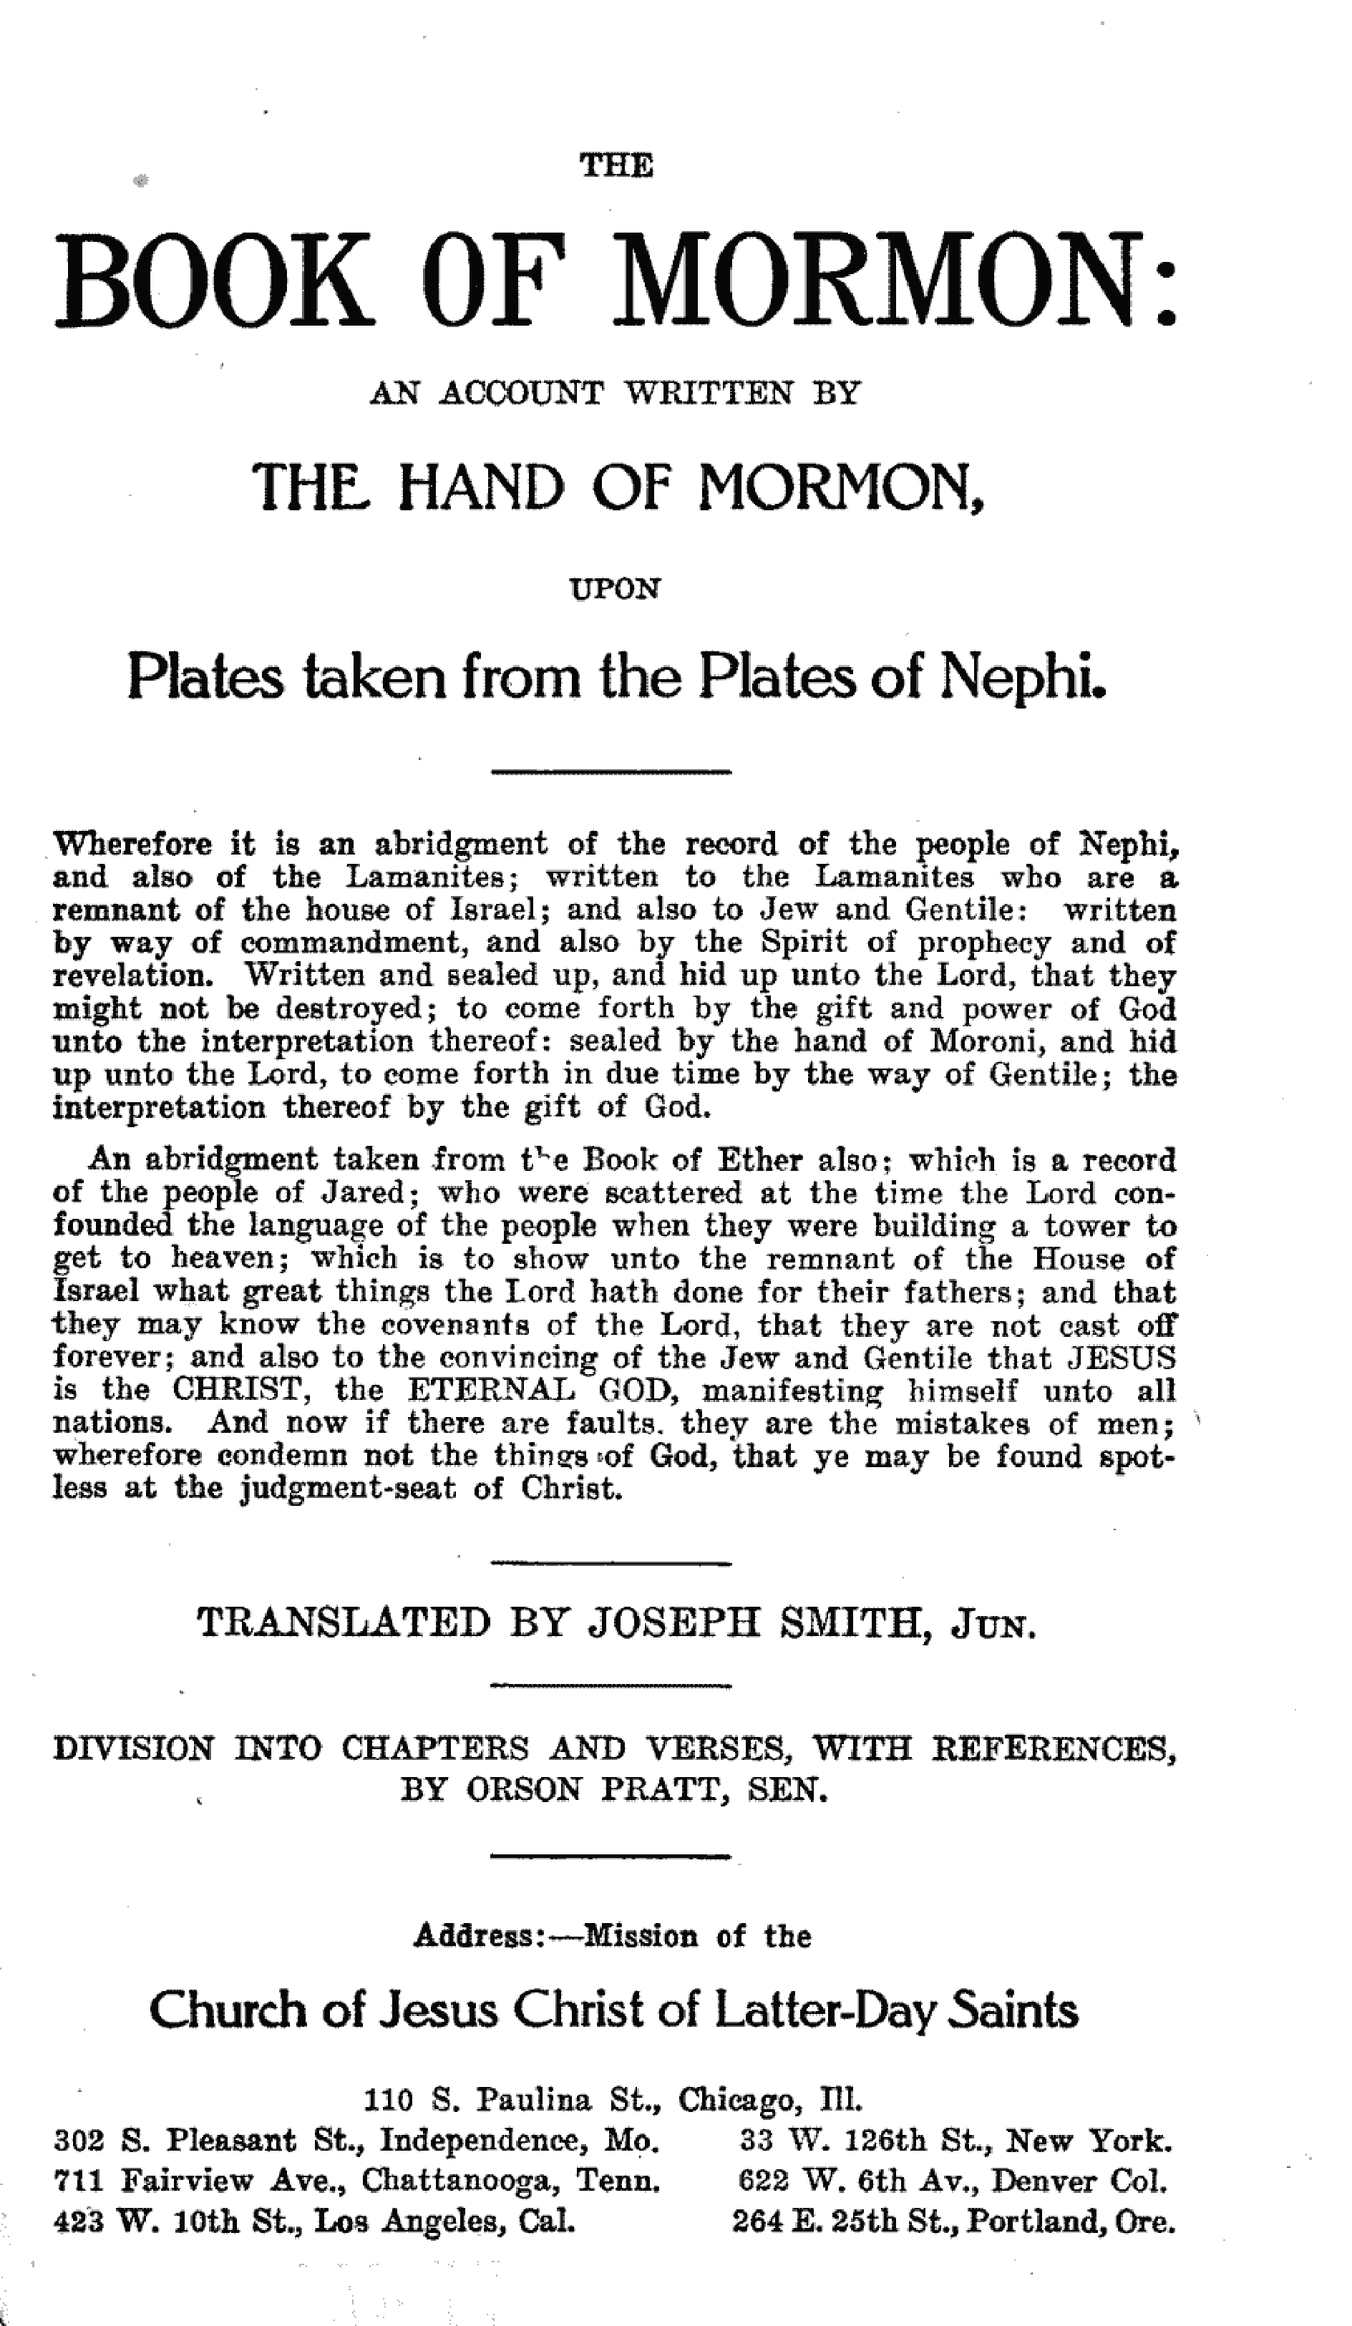 THE
BOOK OF MORMON:
AN ACCOUNT WRITTEN BY
THE HAND OF MORMON,
UPON
Plates taken from the Plates of Nephi.
Wherefore it is an abridgment of the record of the people of Nephi,
and also of the Lamanites; written to the Lamanites who are a
remnant of the house of Israel; and also to Jew and Gentile: written
by way of commandment, and also by the Spirit of prophecy and of
revelation. Written and sealed up, and hid up unto the Lord, that they
might not be destroyed; to come forth by the gift and power of God
unto the interpretation thereof: sealed by the hand of Moroni, and hid
up unto the Lord, to come forth in due time by the way of Gentile; the
interpretation thereof by the gift of God.
An abridgment taken from the Book of Ether also; which is a record
of the people of Jared; who were scattered at the time the Lord con-
founded the language of the people when they were building a tower to
get to heaven; which is to show unto the remnant of the House of
Israel what great things the Lord hath done for their fathers; and that
they may know the covenants of the Lord, that they are not cast off
forever; and also to the convincing of the Jew and Gentile that JESUS
is the CHRIST, the ETERNAL GOD, manifesting himself unto all
nations. And now if there are faults. they are the mistakes of men;
wherefore condemn not the things of God, that ye may be found spot-
less at the judgment-seat of Christ.
TRANSLATED BY JOSEPH SMITH, JUN.
DIVISION INTO CHAPTERS AND VERSES, WITH REFERENCES,
BY ORSON PRATT, SEN.
Address:—Mission of the
Church of Jesus Christ of Latter-Day Saints
110 S. Paulina St., Chicago, Ill.
302 S. Pleasant St., Independence, Mo. 33 W. 126th St., New York.
711 Fairview Ave., Chattanooga, Tenn. 622 W. 6th Av., Denver Col.
423 W. 10th St., Los Angeles, Cal. 264 E. 25th St., Portland, Ore.